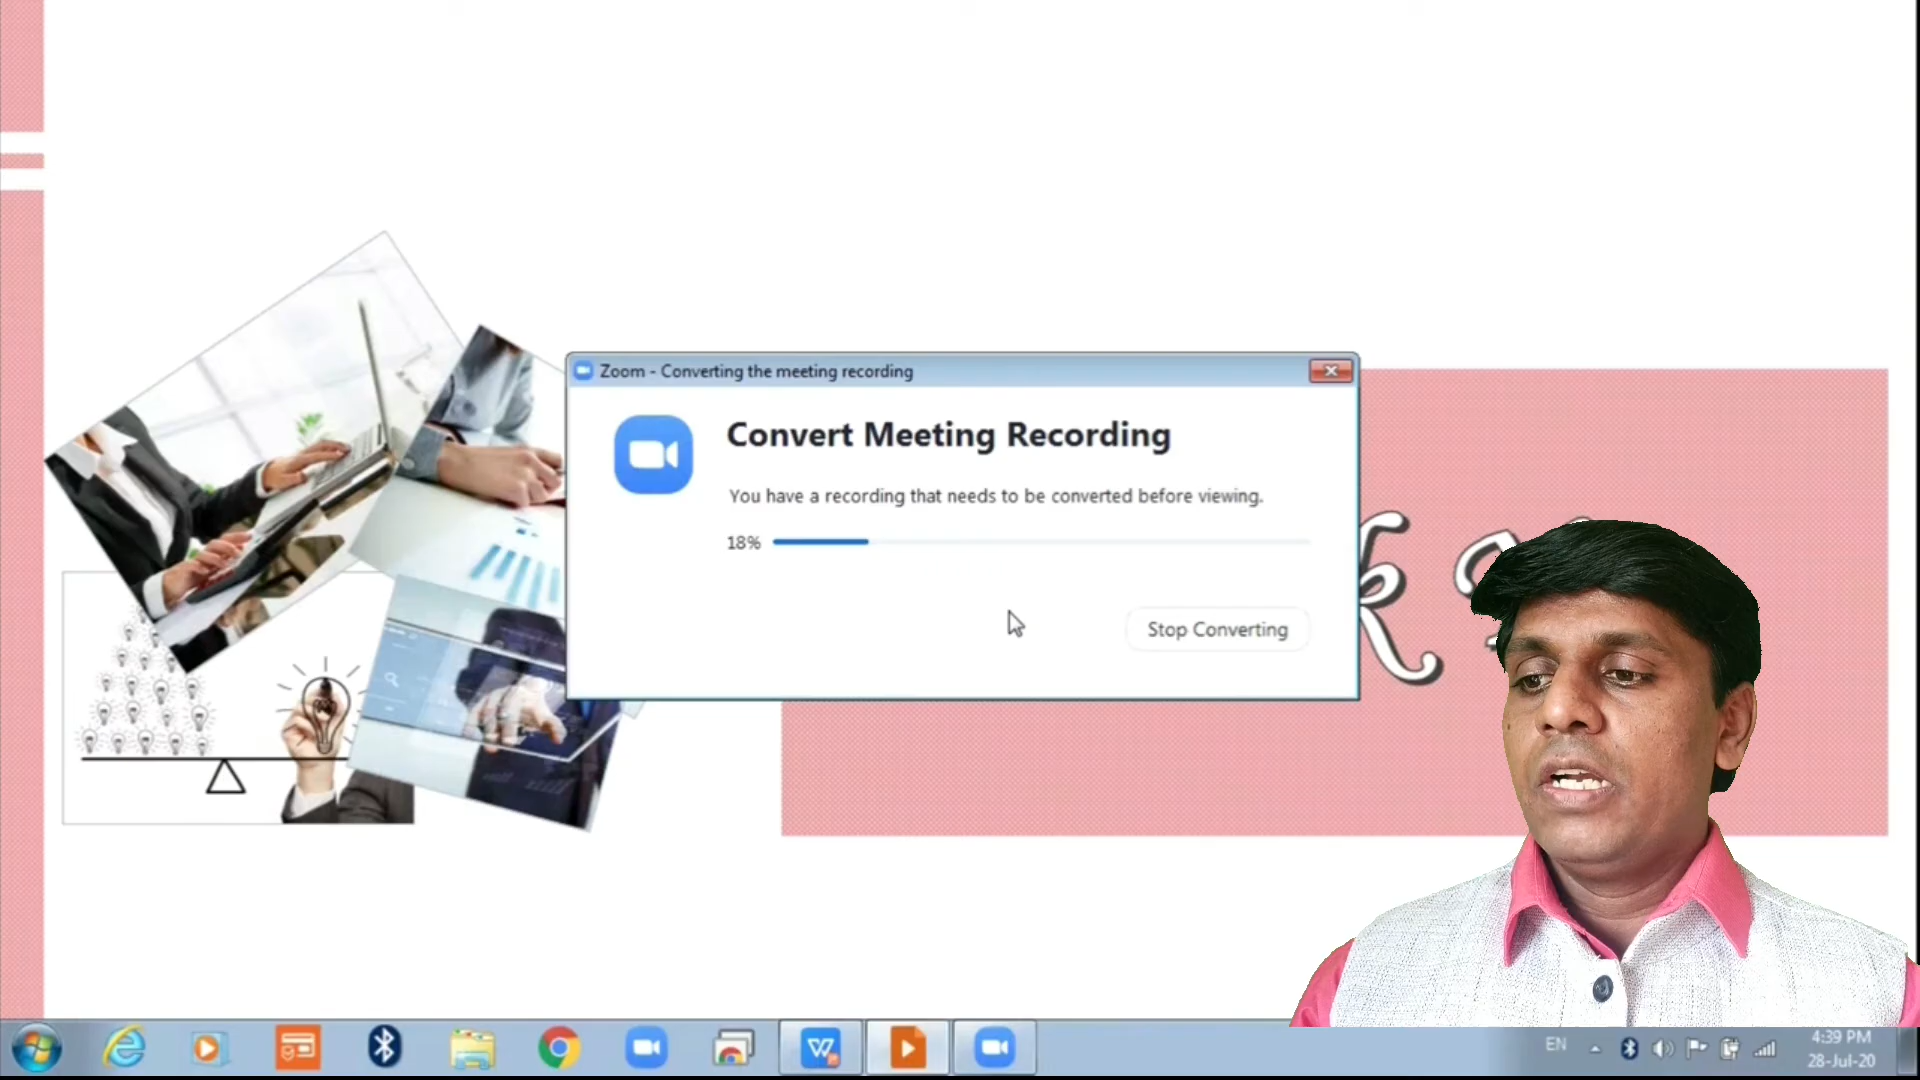 Zoom - Converting the meeting recording
Convert Meeting Recording
You have a recording that needs to be converted before viewing.
18%
Stop Converting
k
W
EN
4:39 PM
28-Jul-20